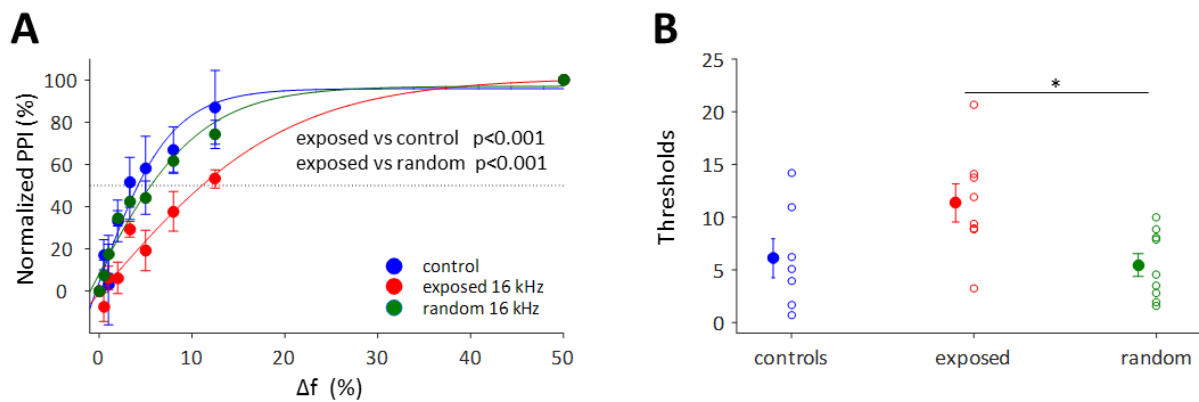 A
Normalized PPI (%)
100
80
60
40
20
0
exposed vs control p<0.001
exposed vs random p<0.001
control
exposed 16 kHz
random 16 kHz
0
10
20
30
40
50
Δf (%)
B
Thresholds
25
20
15
10
5
0
*
controls
exposed
random